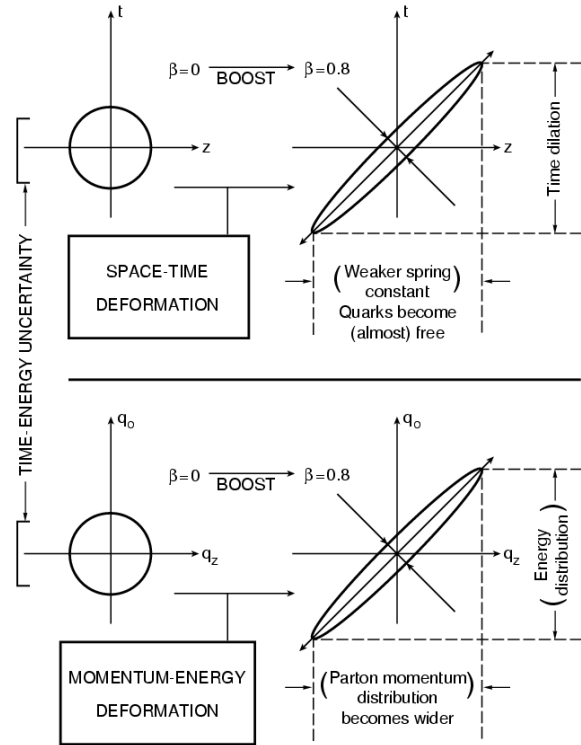 t
t
β=0
BOOST
β=0.8
z
z
Time dilation
TIME-ENERGY UNCERTAINTY
SPACE-TIME
DEFORMATION
(Weaker spring)
constant
Quarks become
(almost) free
q₀
q₀
β=0
BOOST
β=0.8
q_z
q_z
(Energy
distribution)
MOMENTUM-ENERGY
DEFORMATION
(Parton momentum)
distribution
becomes wider